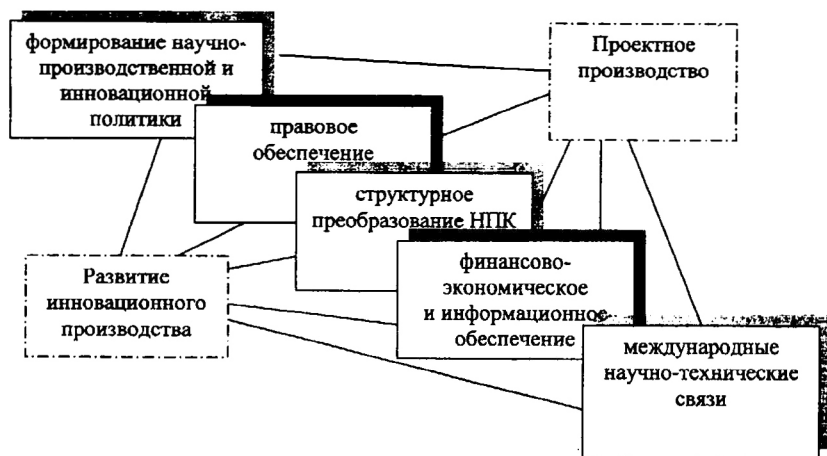 формирование научно-
производственной и
инновационной
политики
Проектное
производство
правовое
обеспечение
структурное
преобразование НПК
финансово-
экономическое
и информационное
обеспечение
Развитие
инновационного
производства
международные
научно-технические
связи